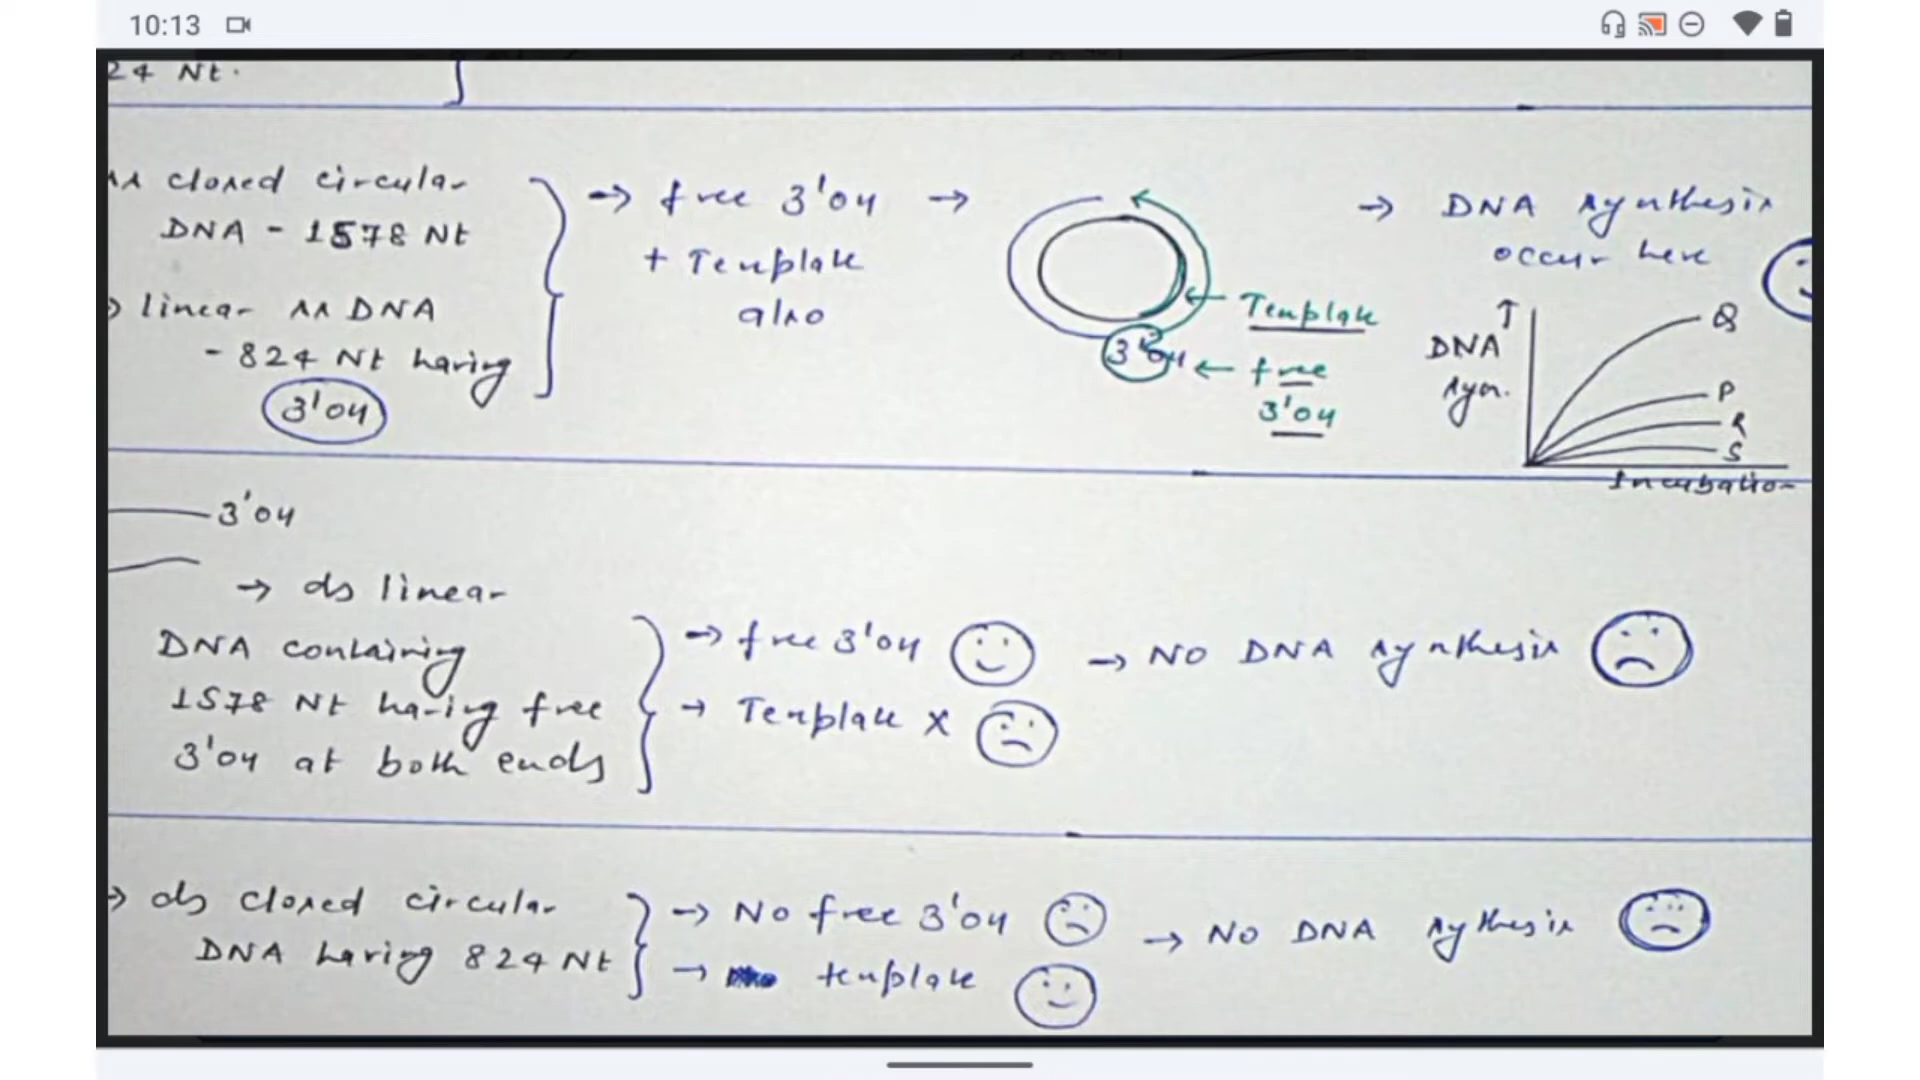 10:13
24 Nt.
ss closed circular
DNA - 1578 Nt
→ linear ss DNA
- 824 Nt having
3'OH
→ free 3'OH →
+ Template
also
Template
3'OH ← free
3'OH
→ DNA synthesis
occur here
DNA
syn.
Q
P
R
S
Incubation
3'OH
→ ds linear
DNA containing
1578 Nt having free
3'OH at both ends
→ free 3'OH
→ Template X
→ NO DNA synthesis
→ ds closed circular
DNA having 824 Nt
→ No free 3'OH
→ template
→ NO DNA sythesis